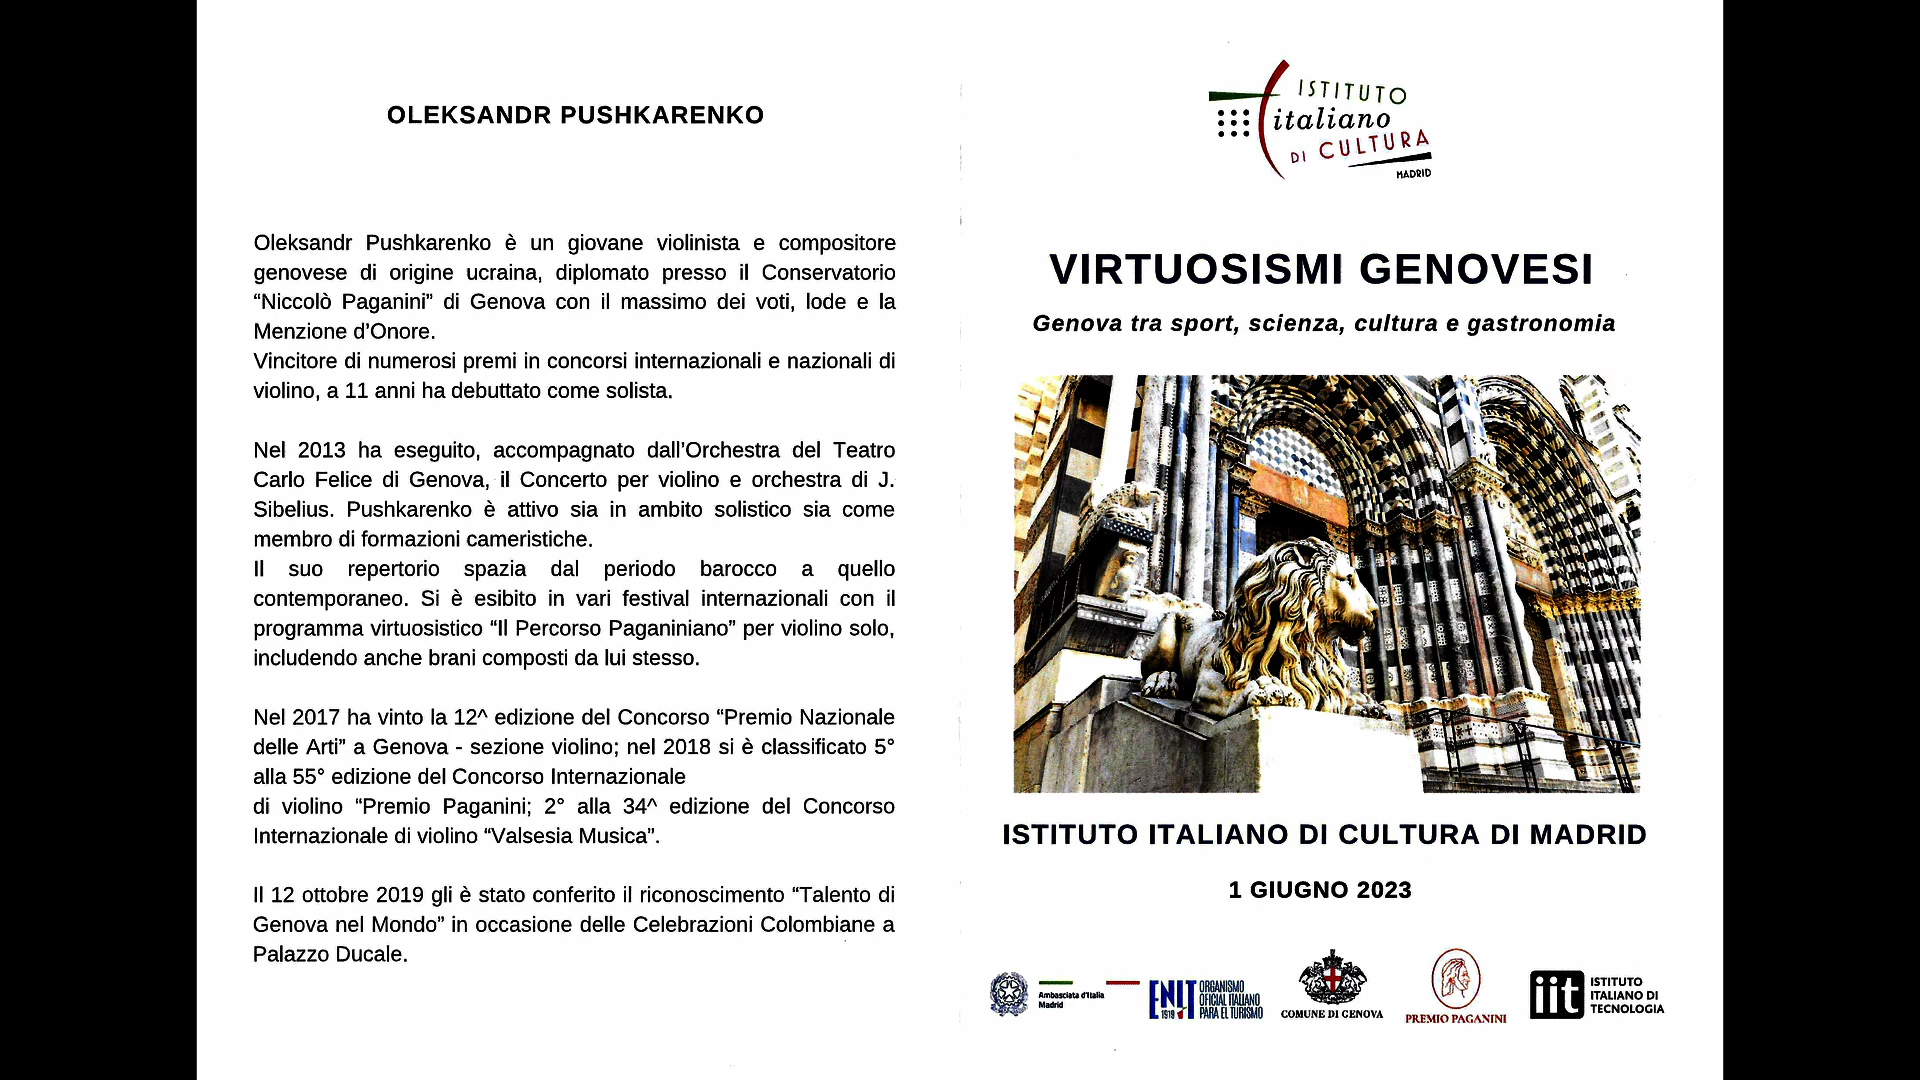 OLEKSANDR PUSHKARENKO
Oleksandr Pushkarenko è un giovane violinista e compositore
genovese di origine ucraina, diplomato presso il Conservatorio
“Niccolò Paganini” di Genova con il massimo dei voti, lode e la
Menzione d’Onore.
Vincitore di numerosi premi in concorsi internazionali e nazionali di
violino, a 11 anni ha debuttato come solista.
Nel 2013 ha eseguito, accompagnato dall’Orchestra del Teatro
Carlo Felice di Genova, il Concerto per violino e orchestra di J.
Sibelius. Pushkarenko è attivo sia in ambito solistico sia come
membro di formazioni cameristiche.
Il suo repertorio spazia dal periodo barocco a quello
contemporaneo. Si è esibito in vari festival internazionali con il
programma virtuosistico “Il Percorso Paganiniano” per violino solo,
includendo anche brani composti da lui stesso.
Nel 2017 ha vinto la 12^ edizione del Concorso “Premio Nazionale
delle Arti” a Genova - sezione violino; nel 2018 si è classificato 5°
alla 55° edizione del Concorso Internazionale
di violino “Premio Paganini; 2° alla 34^ edizione del Concorso
Internazionale di violino “Valsesia Musica”.
Il 12 ottobre 2019 gli è stato conferito il riconoscimento “Talento di
Genova nel Mondo” in occasione delle Celebrazioni Colombiane a
Palazzo Ducale.
ISTITUTO
italiano
DI CULTURA
MADRID
VIRTUOSISMI GENOVESI
Genova tra sport, scienza, cultura e gastronomia
ISTITUTO ITALIANO DI CULTURA DI MADRID
1 GIUGNO 2023
Ambasciata d'Italia
Madrid
ENIT
1919
ORGANISMO
OFICIAL ITALIANO
PARA EL TURISMO
COMUNE DI GENOVA
PREMIO PAGANINI
iit
ISTITUTO
ITALIANO DI
TECNOLOGIA